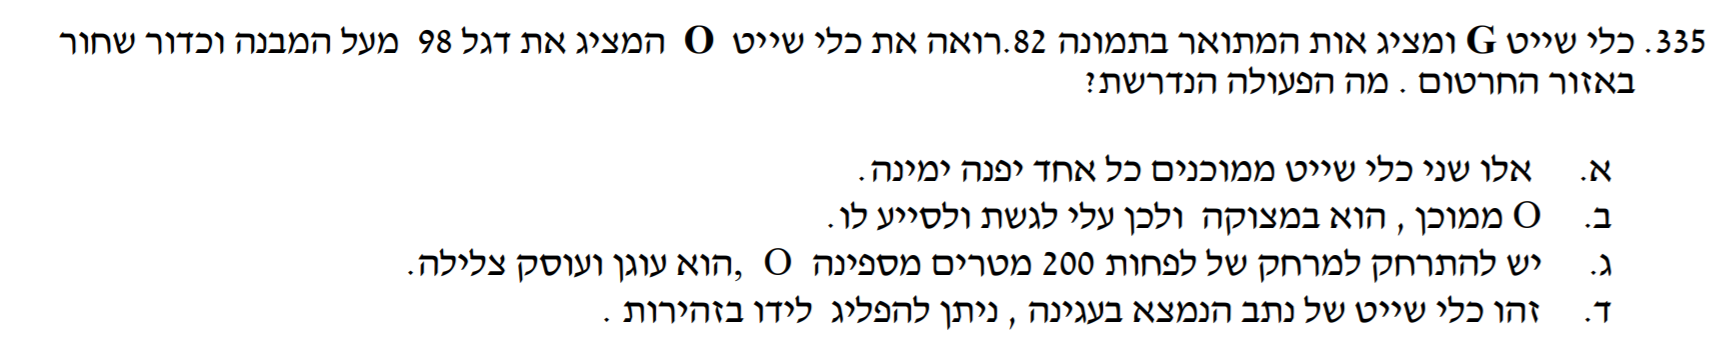 335. כלי שייט G ומציג אות המתואר בתמונה 82.רואה את כלי שייט O המציג את דגל 98 מעל המבנה וכדור שחור
באזור החרטום . מה הפעולה הנדרשת?
א. אלו שני כלי שייט ממוכנים כל אחד יפנה ימינה.
ב. O ממוכן , הוא במצוקה ולכן עלי לגשת ולסייע לו.
ג. יש להתרחק למרחק של לפחות 200 מטרים מספינה O ,הוא עוגן ועוסק צלילה.
ד. זהו כלי שייט של נתב הנמצא בעגינה , ניתן להפליג לידו בזהירות .